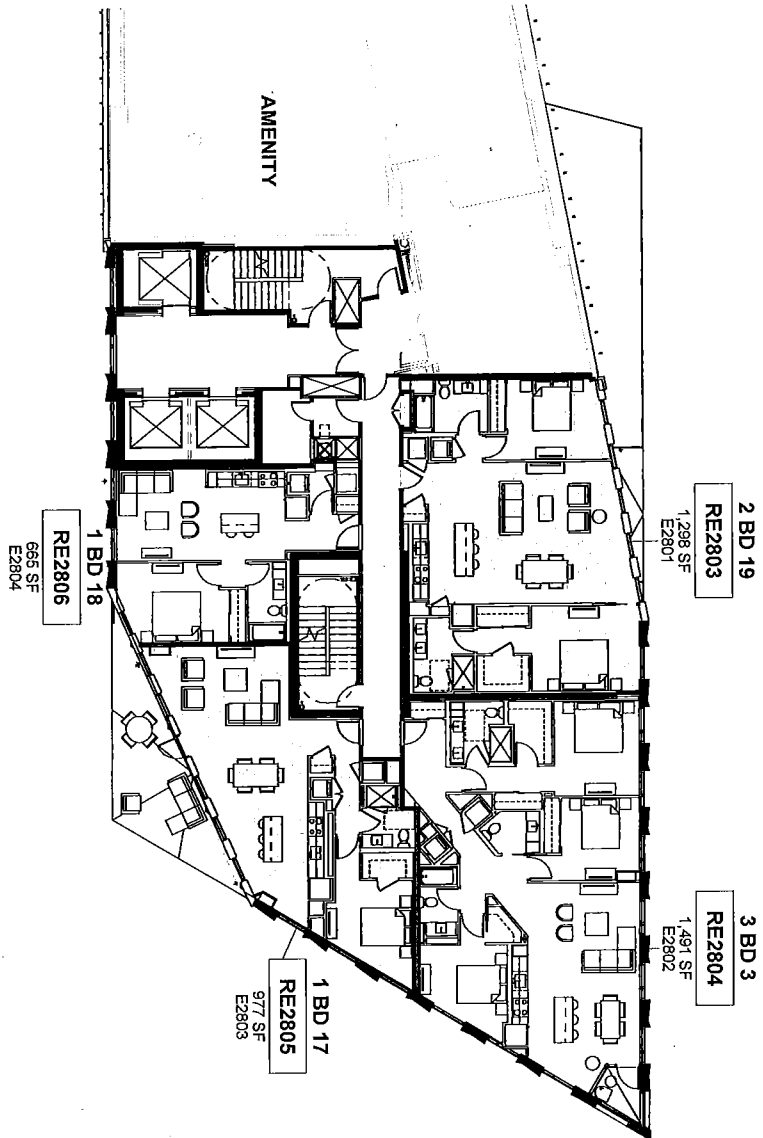 AMENITY
2 BD 19
RE2803
1,298 SF
E2801
1 BD 18
RE2806
665 SF
E2804
3 BD 3
RE2804
1,491 SF
E2802
1 BD 17
RE2805
977 SF
E2803